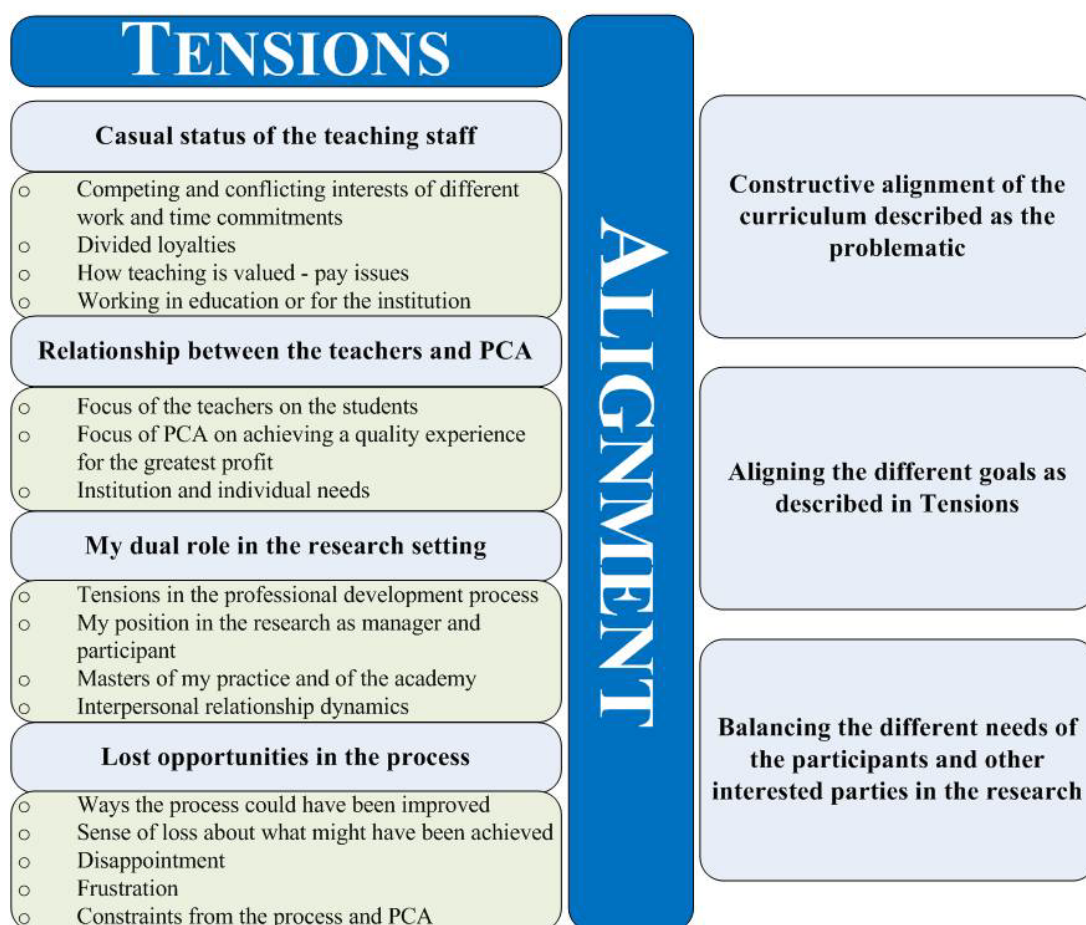 TENSIONS
Casual status of the teaching staff
o Competing and conflicting interests of different
work and time commitments
o Divided loyalties
o How teaching is valued - pay issues
o Working in education or for the institution
Relationship between the teachers and PCA
o Focus of the teachers on the students
o Focus of PCA on achieving a quality experience
for the greatest profit
o Institution and individual needs
My dual role in the research setting
o Tensions in the professional development process
o My position in the research as manager and
participant
o Masters of my practice and of the academy
o Interpersonal relationship dynamics
Lost opportunities in the process
o Ways the process could have been improved
o Sense of loss about what might have been achieved
o Disappointment
o Frustration
o Constraints from the process and PCA
ALIGNMENT
Constructive alignment of the
curriculum described as the
problematic
Aligning the different goals as
described in Tensions
Balancing the different needs of
the participants and other
interested parties in the research